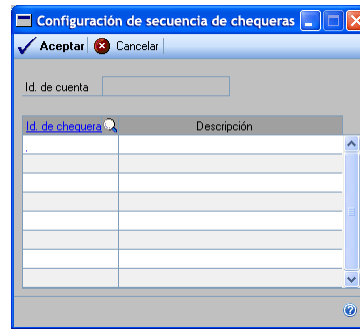 Configuración de secuencia de chequeras
Aceptar Cancelar
Id. de cuenta
Id. de chequera Descripción